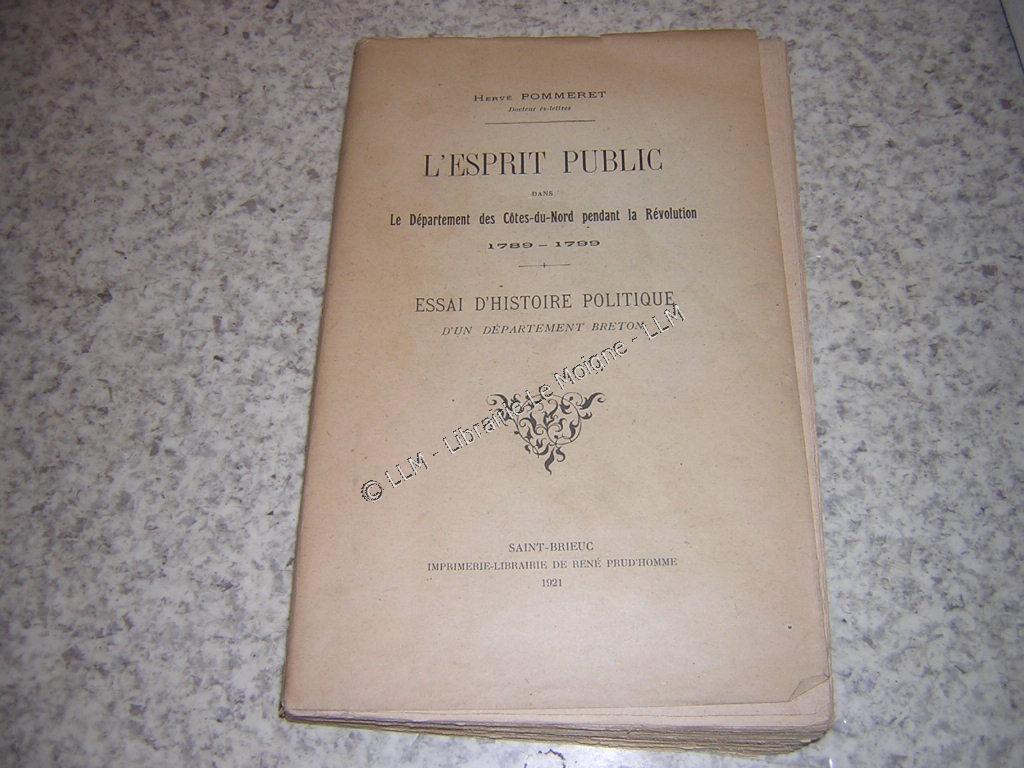 HERVÉ POMMERET
Docteur ès-lettres
L'ESPRIT PUBLIC
DANS
Le Département des Côtes-du-Nord pendant la Révolution
1789 - 1799
ESSAI D'HISTOIRE POLITIQUE
D'UN DÉPARTEMENT BRETON
© LLM - Librairie Le Moigne - LLM
SAINT-BRIEUC
IMPRIMERIE-LIBRAIRIE DE RENÉ PRUD'HOMME
1921